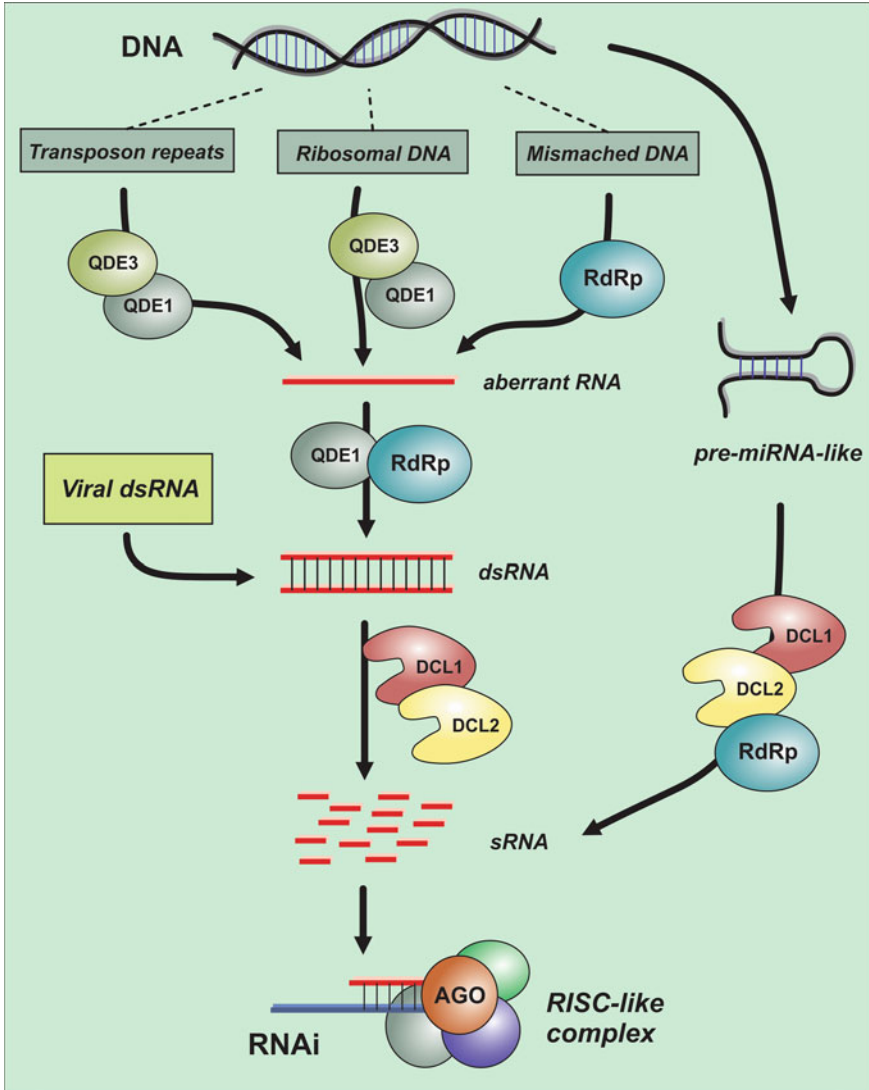 DNA
Transposon repeats
Ribosomal DNA
Mismached DNA
QDE3
QDE1
QDE3
QDE1
RdRp
aberrant RNA
QDE1
RdRp
pre-miRNA-like
Viral dsRNA
dsRNA
DCL1
DCL2
DCL1
DCL2
RdRp
sRNA
AGO
RISC-like
complex
RNAi